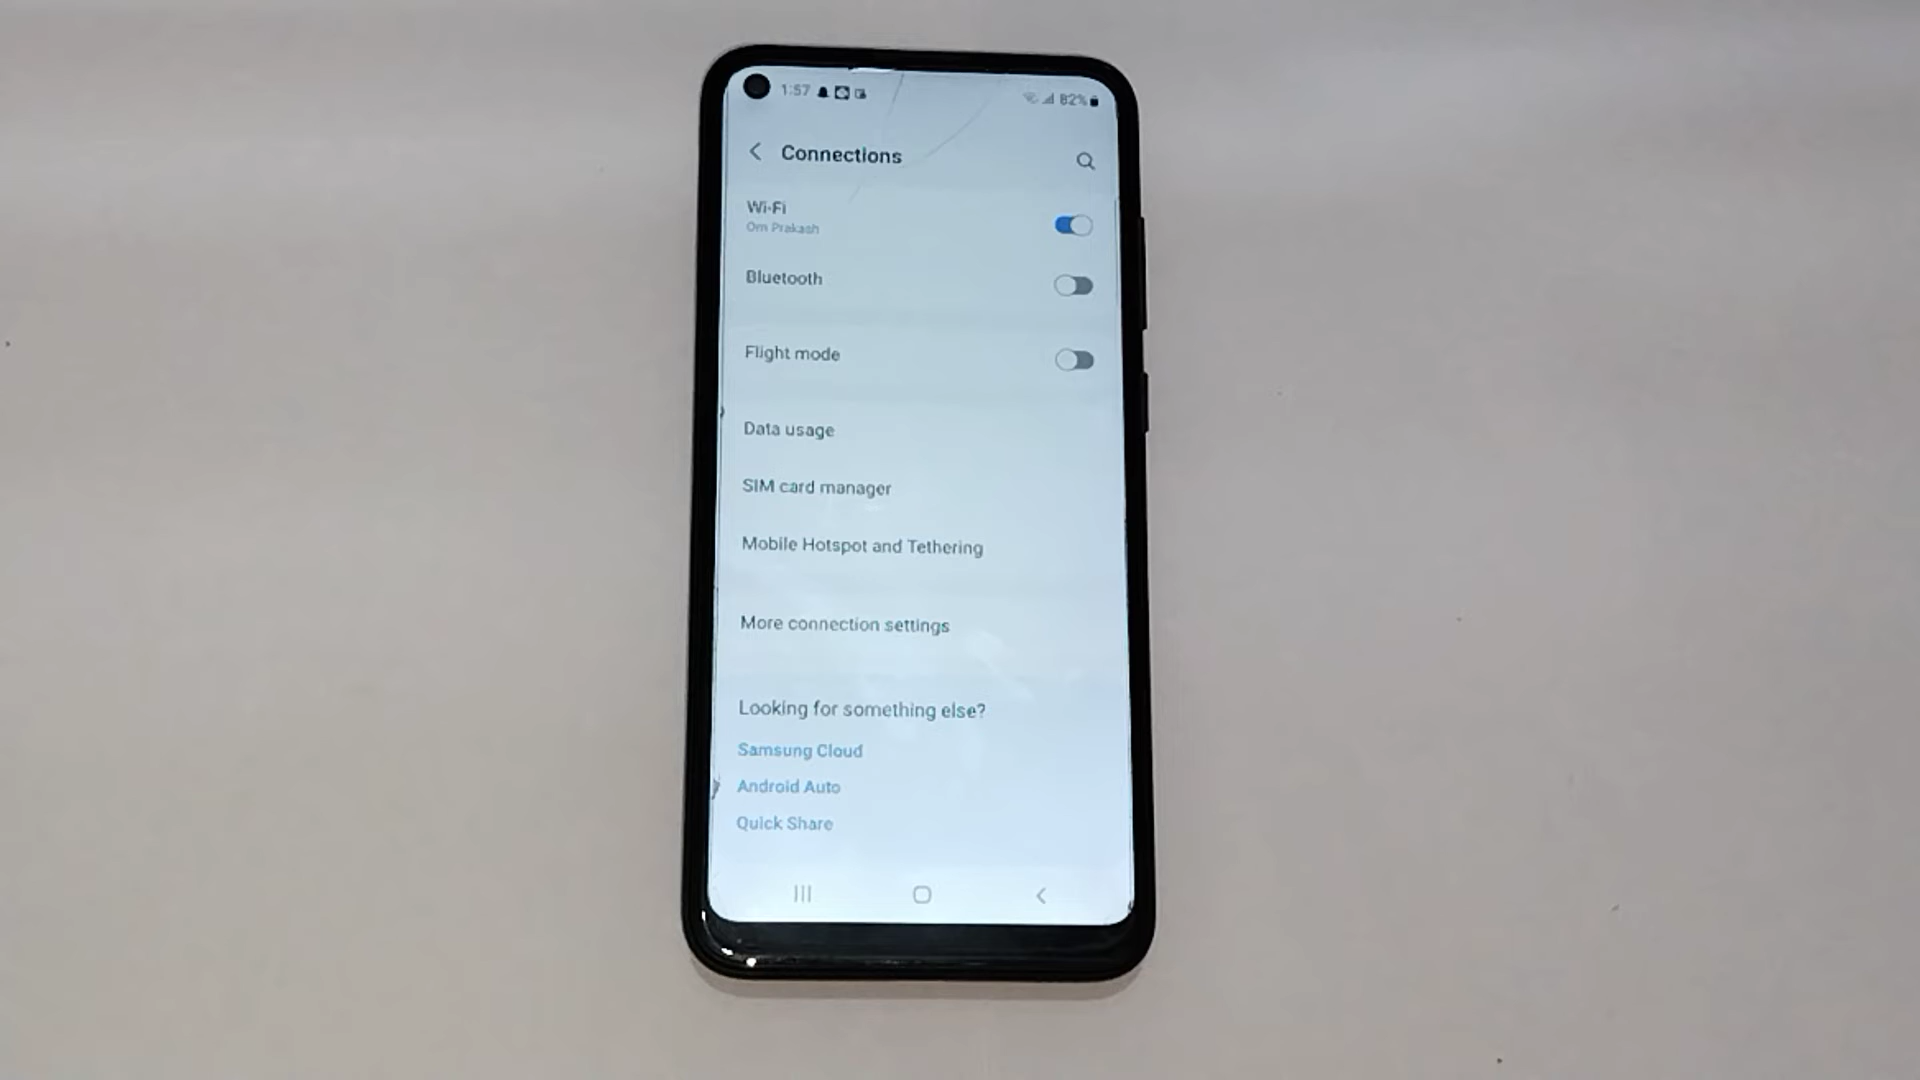 1:57
82%
Connections
Wi-Fi
Om Prakash
Bluetooth
Flight mode
Data usage
SIM card manager
Mobile Hotspot and Tethering
More connection settings
Looking for something else?
Samsung Cloud
Android Auto
Quick Share